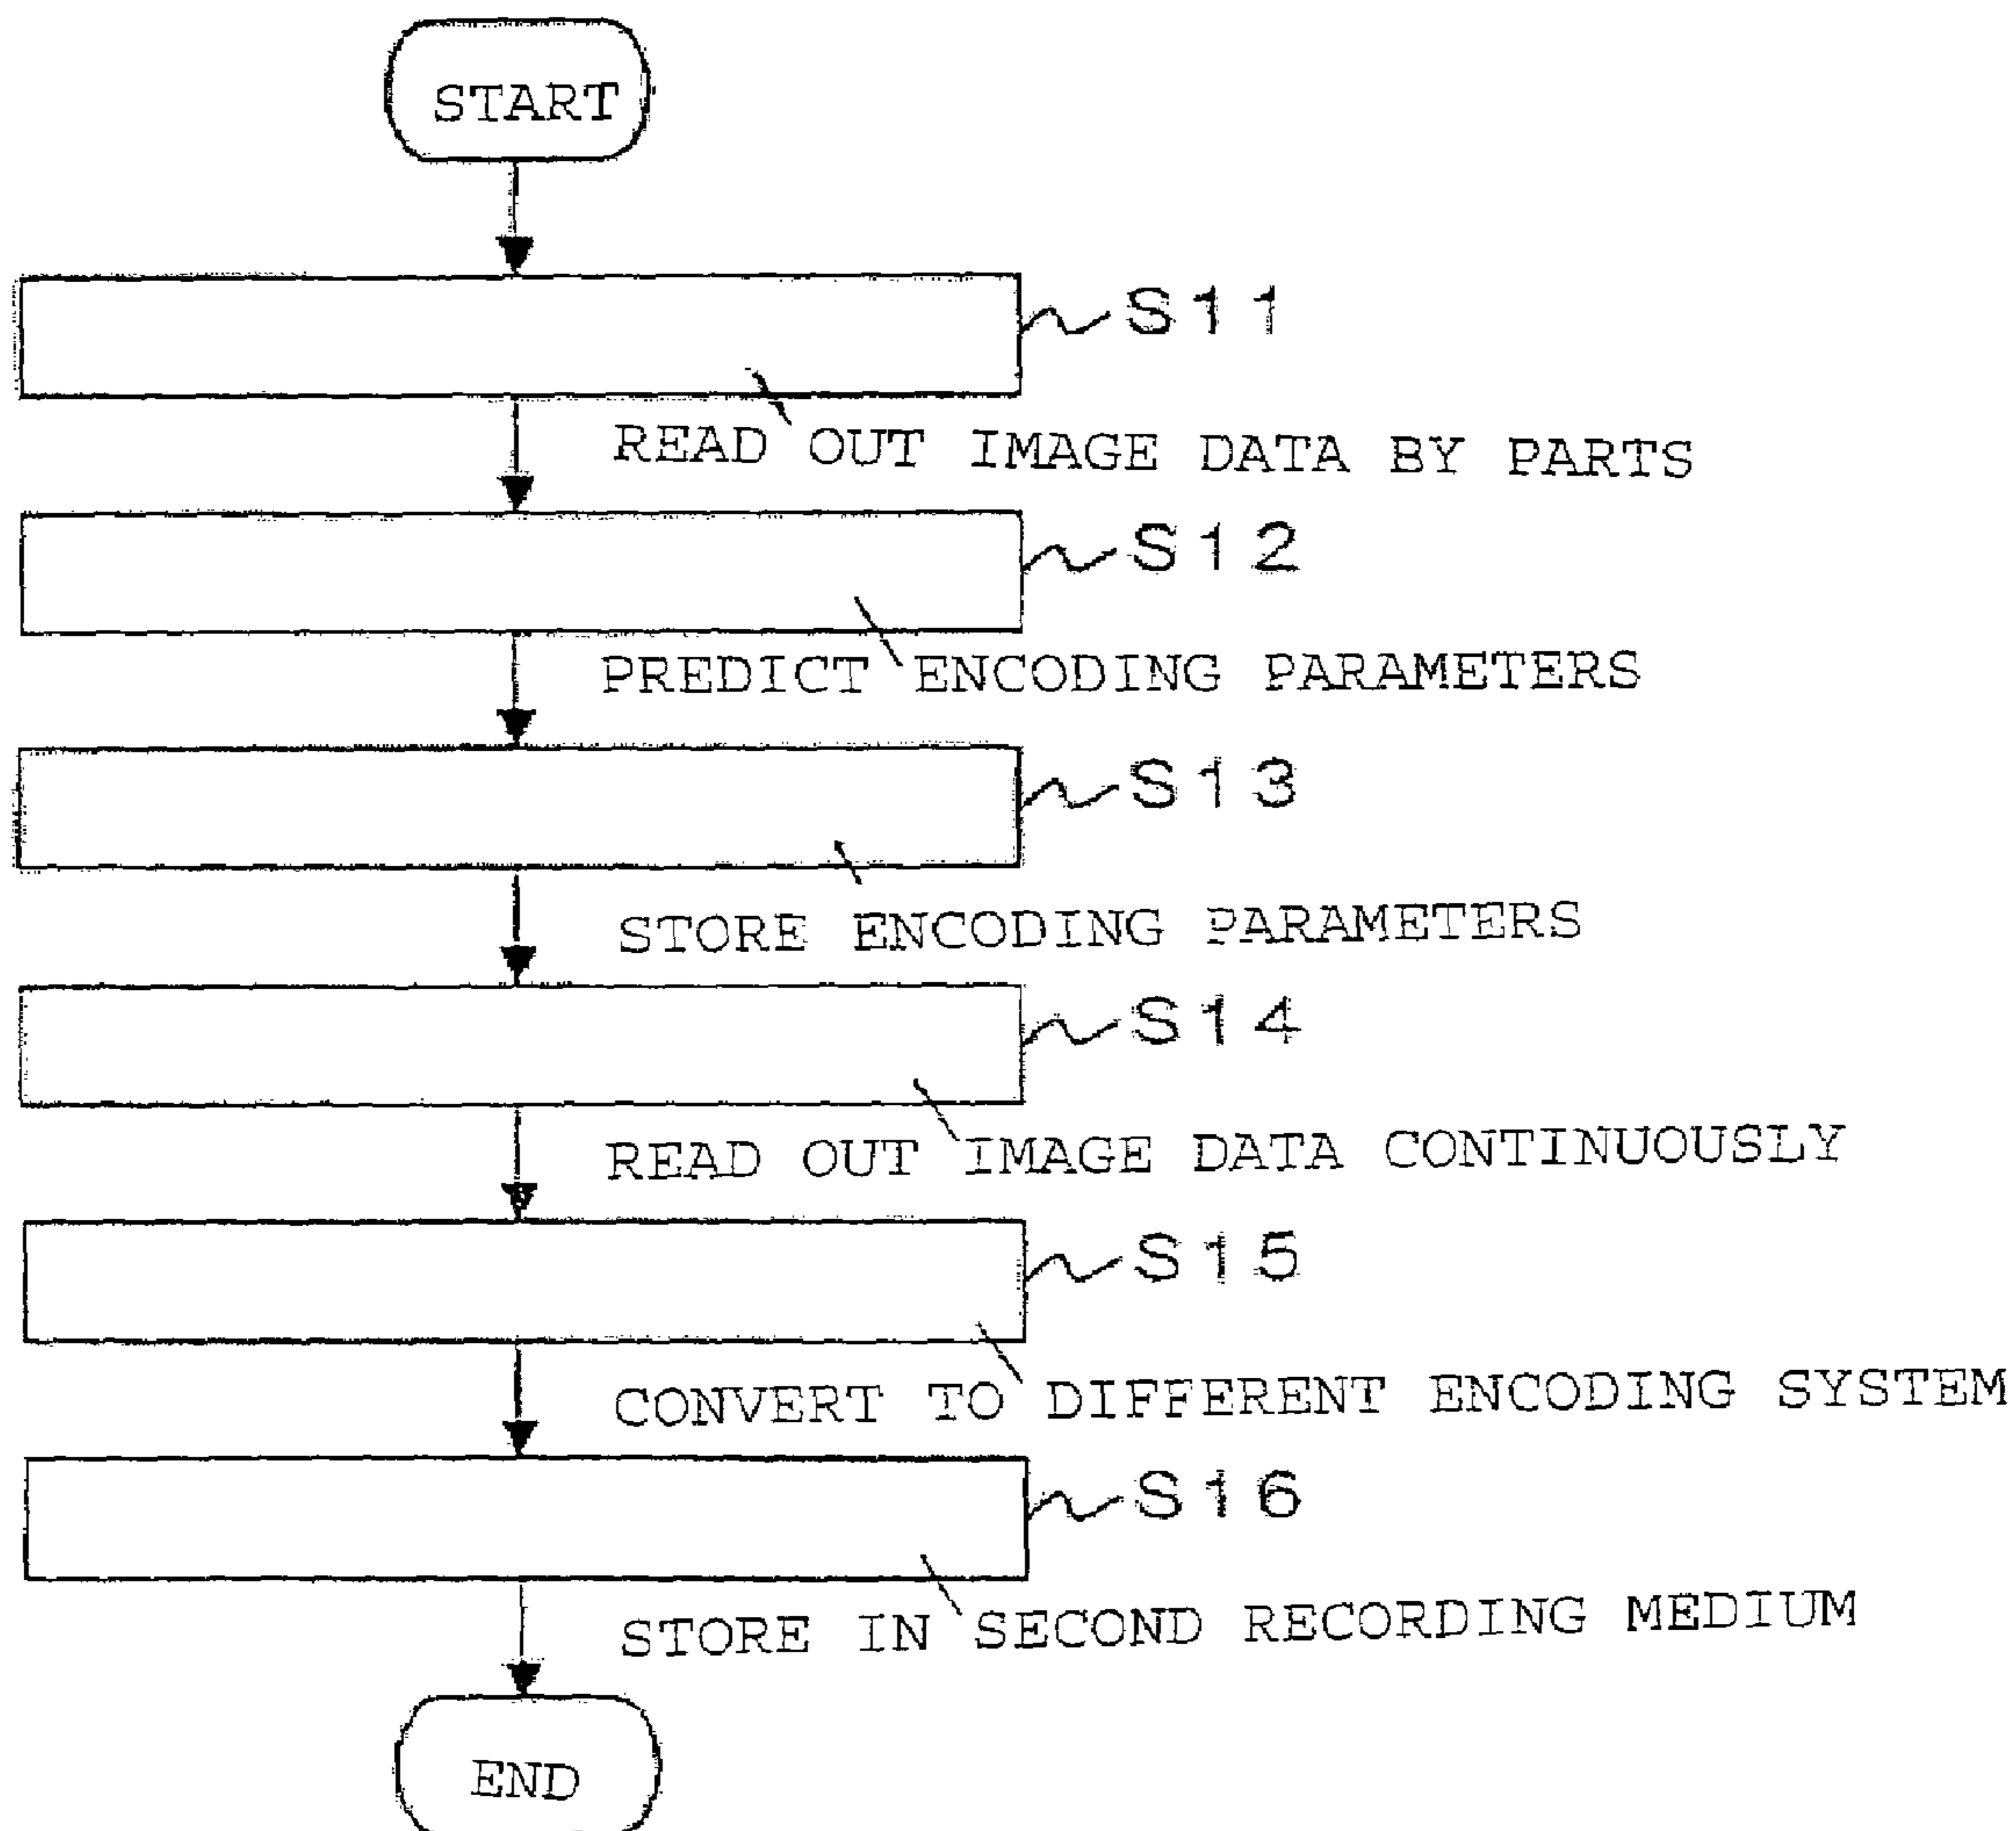 START
S11
READ OUT IMAGE DATA BY PARTS
S12
PREDICT ENCODING PARAMETERS
S13
STORE ENCODING PARAMETERS
S14
READ OUT IMAGE DATA CONTINUOUSLY
S15
CONVERT TO DIFFERENT ENCODING SYSTEM
S16
STORE IN SECOND RECORDING MEDIUM
END